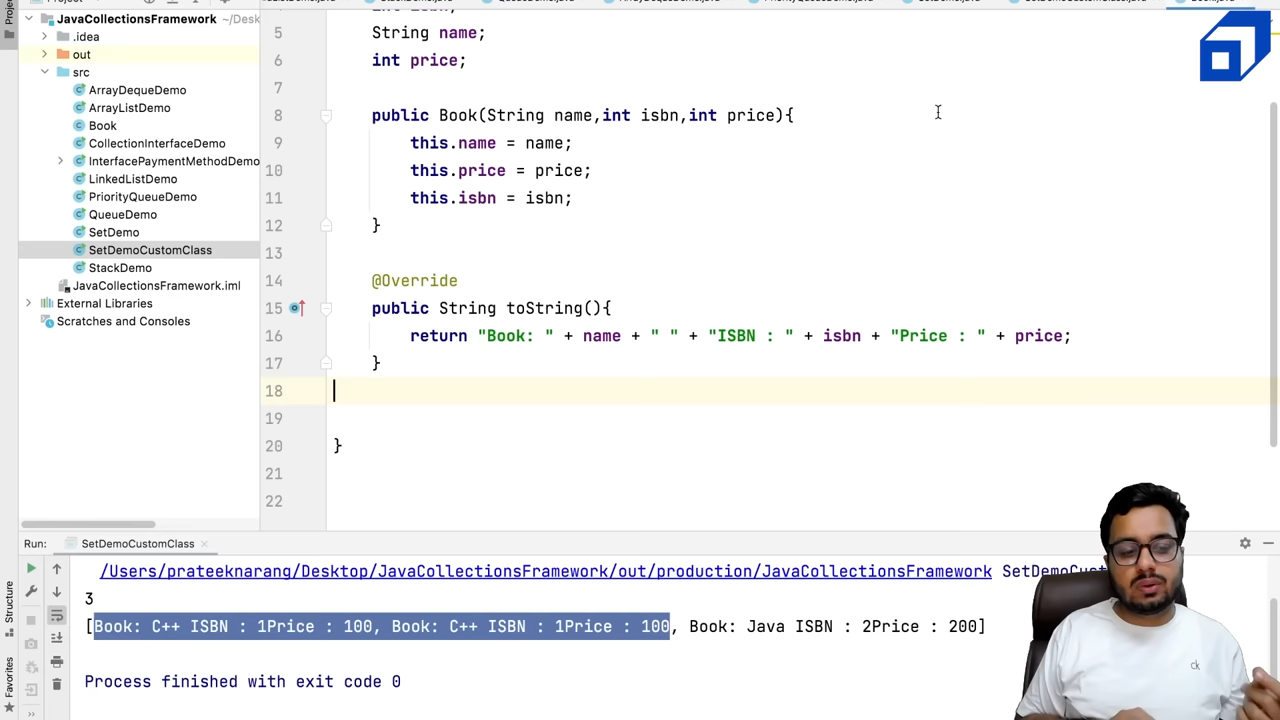 Project
JavaCollectionsFramework ~/Desk
.idea
out
src
ArrayDequeDemo
ArrayListDemo
Book
CollectionInterfaceDemo
InterfacePaymentMethodDemo
LinkedListDemo
PriorityQueueDemo
QueueDemo
SetDemo
SetDemoCustomClass
StackDemo
JavaCollectionsFramework.iml
External Libraries
Scratches and Consoles
5 String name;
6 int price;
7
8 public Book(String name,int isbn,int price){
9 this.name = name;
10 this.price = price;
11 this.isbn = isbn;
12 }
13
14 @Override
15 public String toString(){
16 return "Book: " + name + " " + "ISBN : " + isbn + "Price : " + price;
17 }
18
19
20 }
21
22
Run: SetDemoCustomClass
/Users/prateeknarang/Desktop/JavaCollectionsFramework/out/production/JavaCollectionsFramework
3
[Book: C++ ISBN : 1Price : 100, Book: C++ ISBN : 1Price : 100, Book: Java ISBN : 2Price : 200]
Process finished with exit code 0
Structure
Favorites
ck